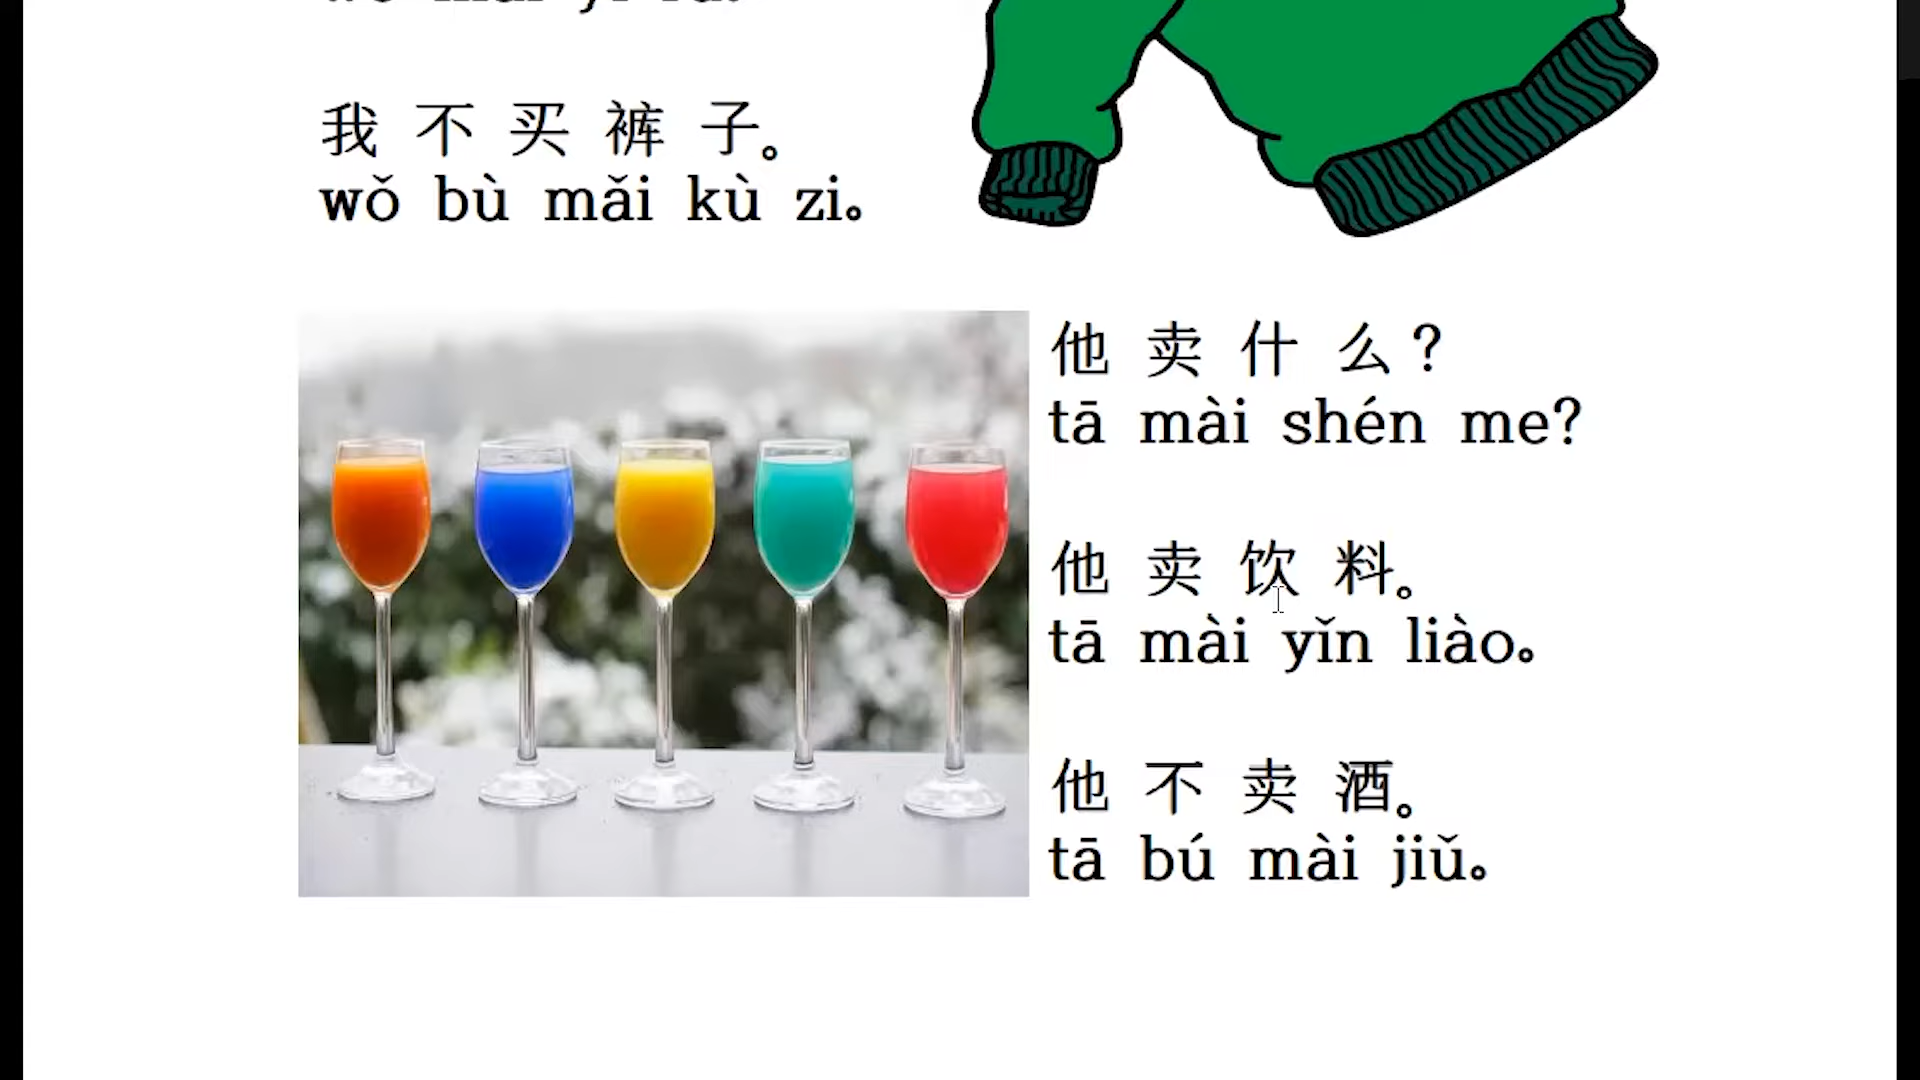 我 不 买 裤 子。
wǒ bù mǎi kù zi。
他 卖 什 么?
tā mài shén me?
他 卖 饮 料。
tā mài yǐn liào。
他 不 卖 酒。
tā bú mài jiǔ。